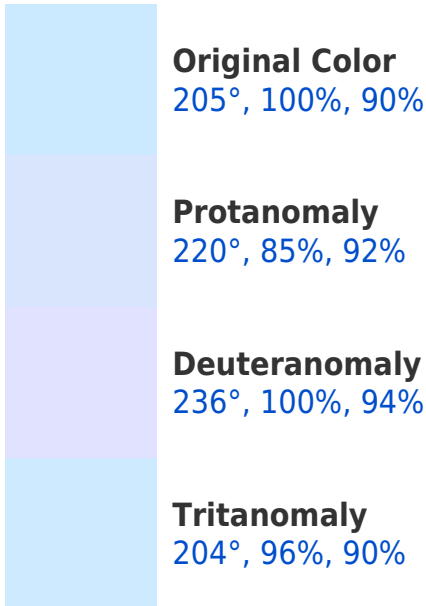 Original Color
205°, 100%, 90%
Protanomaly
220°, 85%, 92%
Deuteranomaly
236°, 100%, 94%
Tritanomaly
204°, 96%, 90%